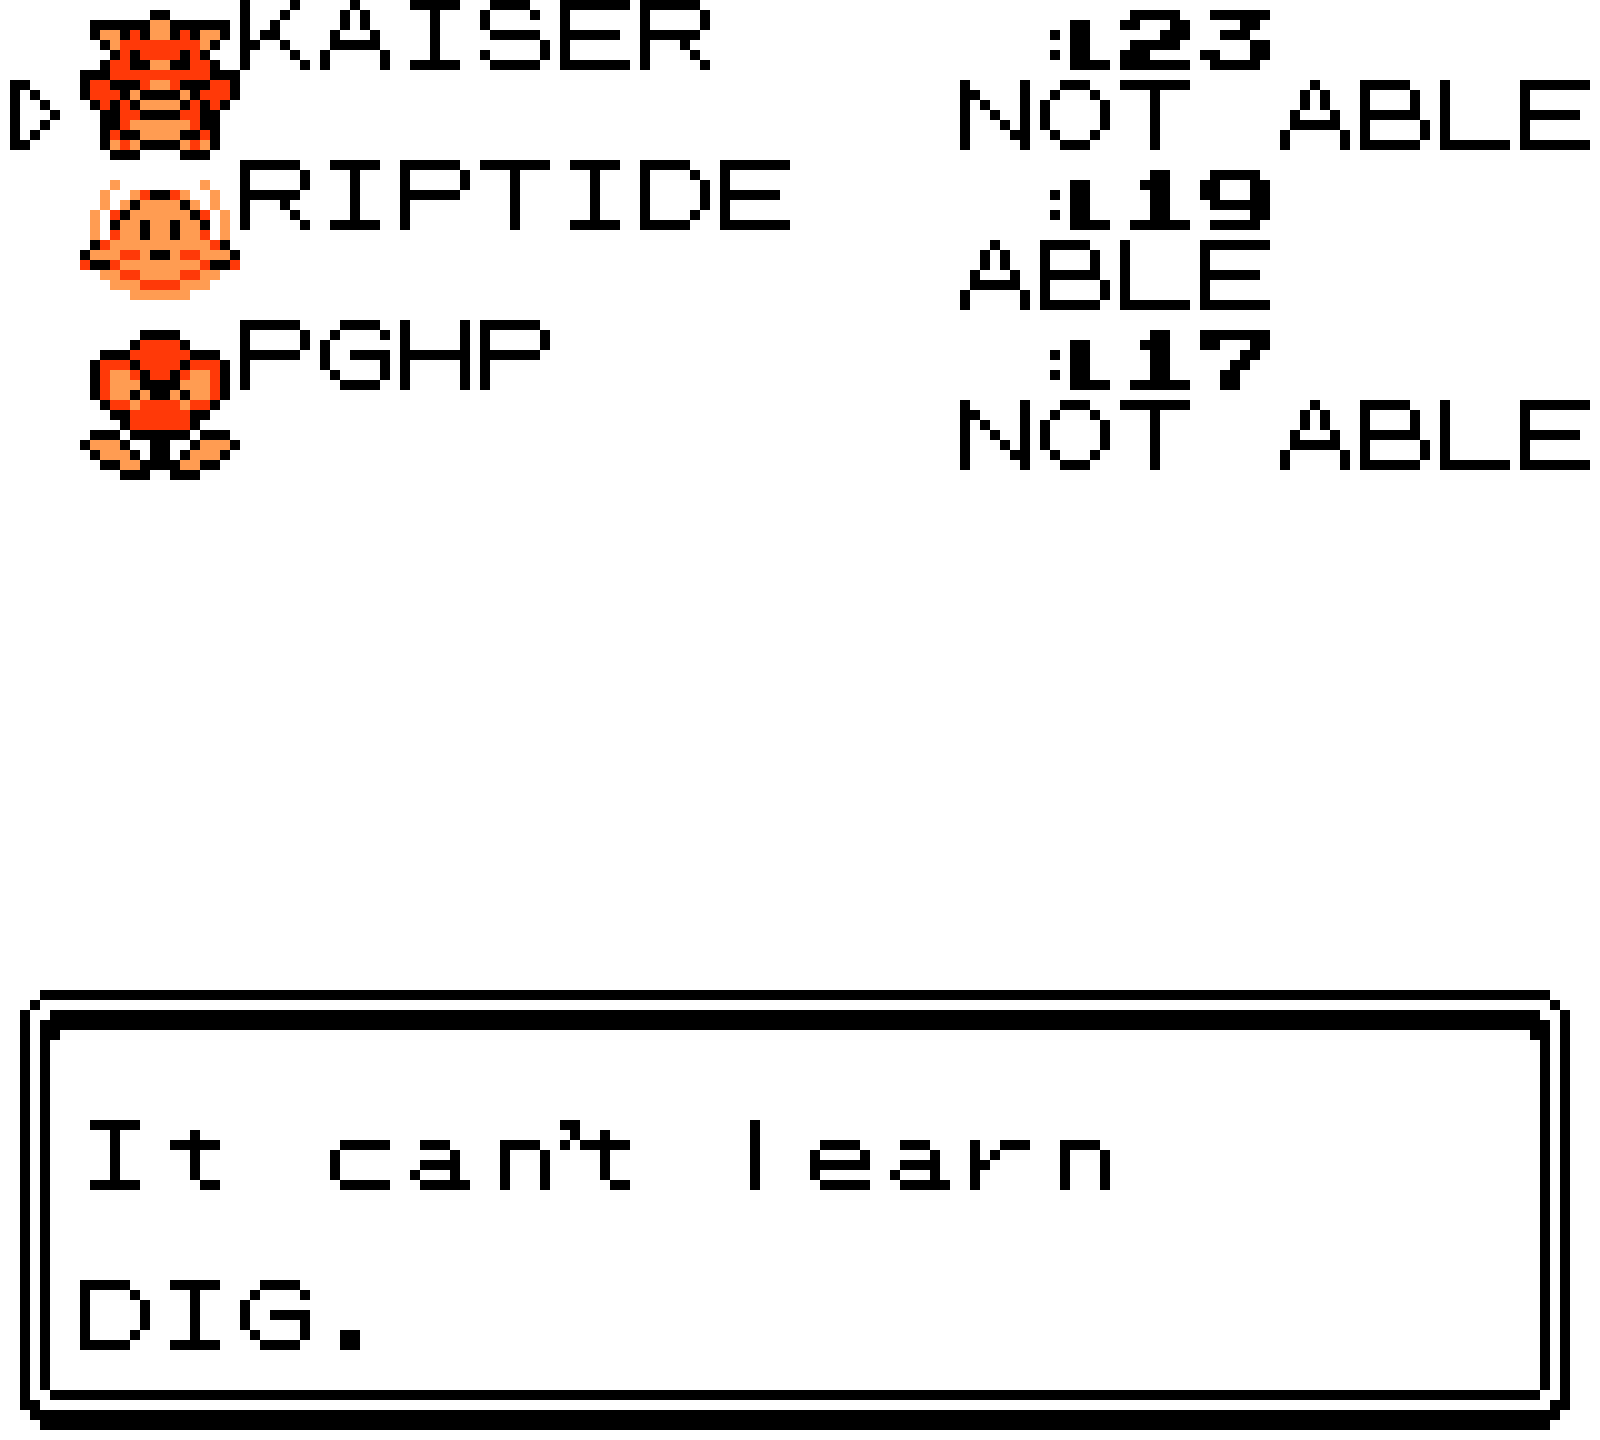 KAISER :L23
NOT ABLE
RIPTIDE :L19
ABLE
PGHP :L17
NOT ABLE
It can't learn
DIG.